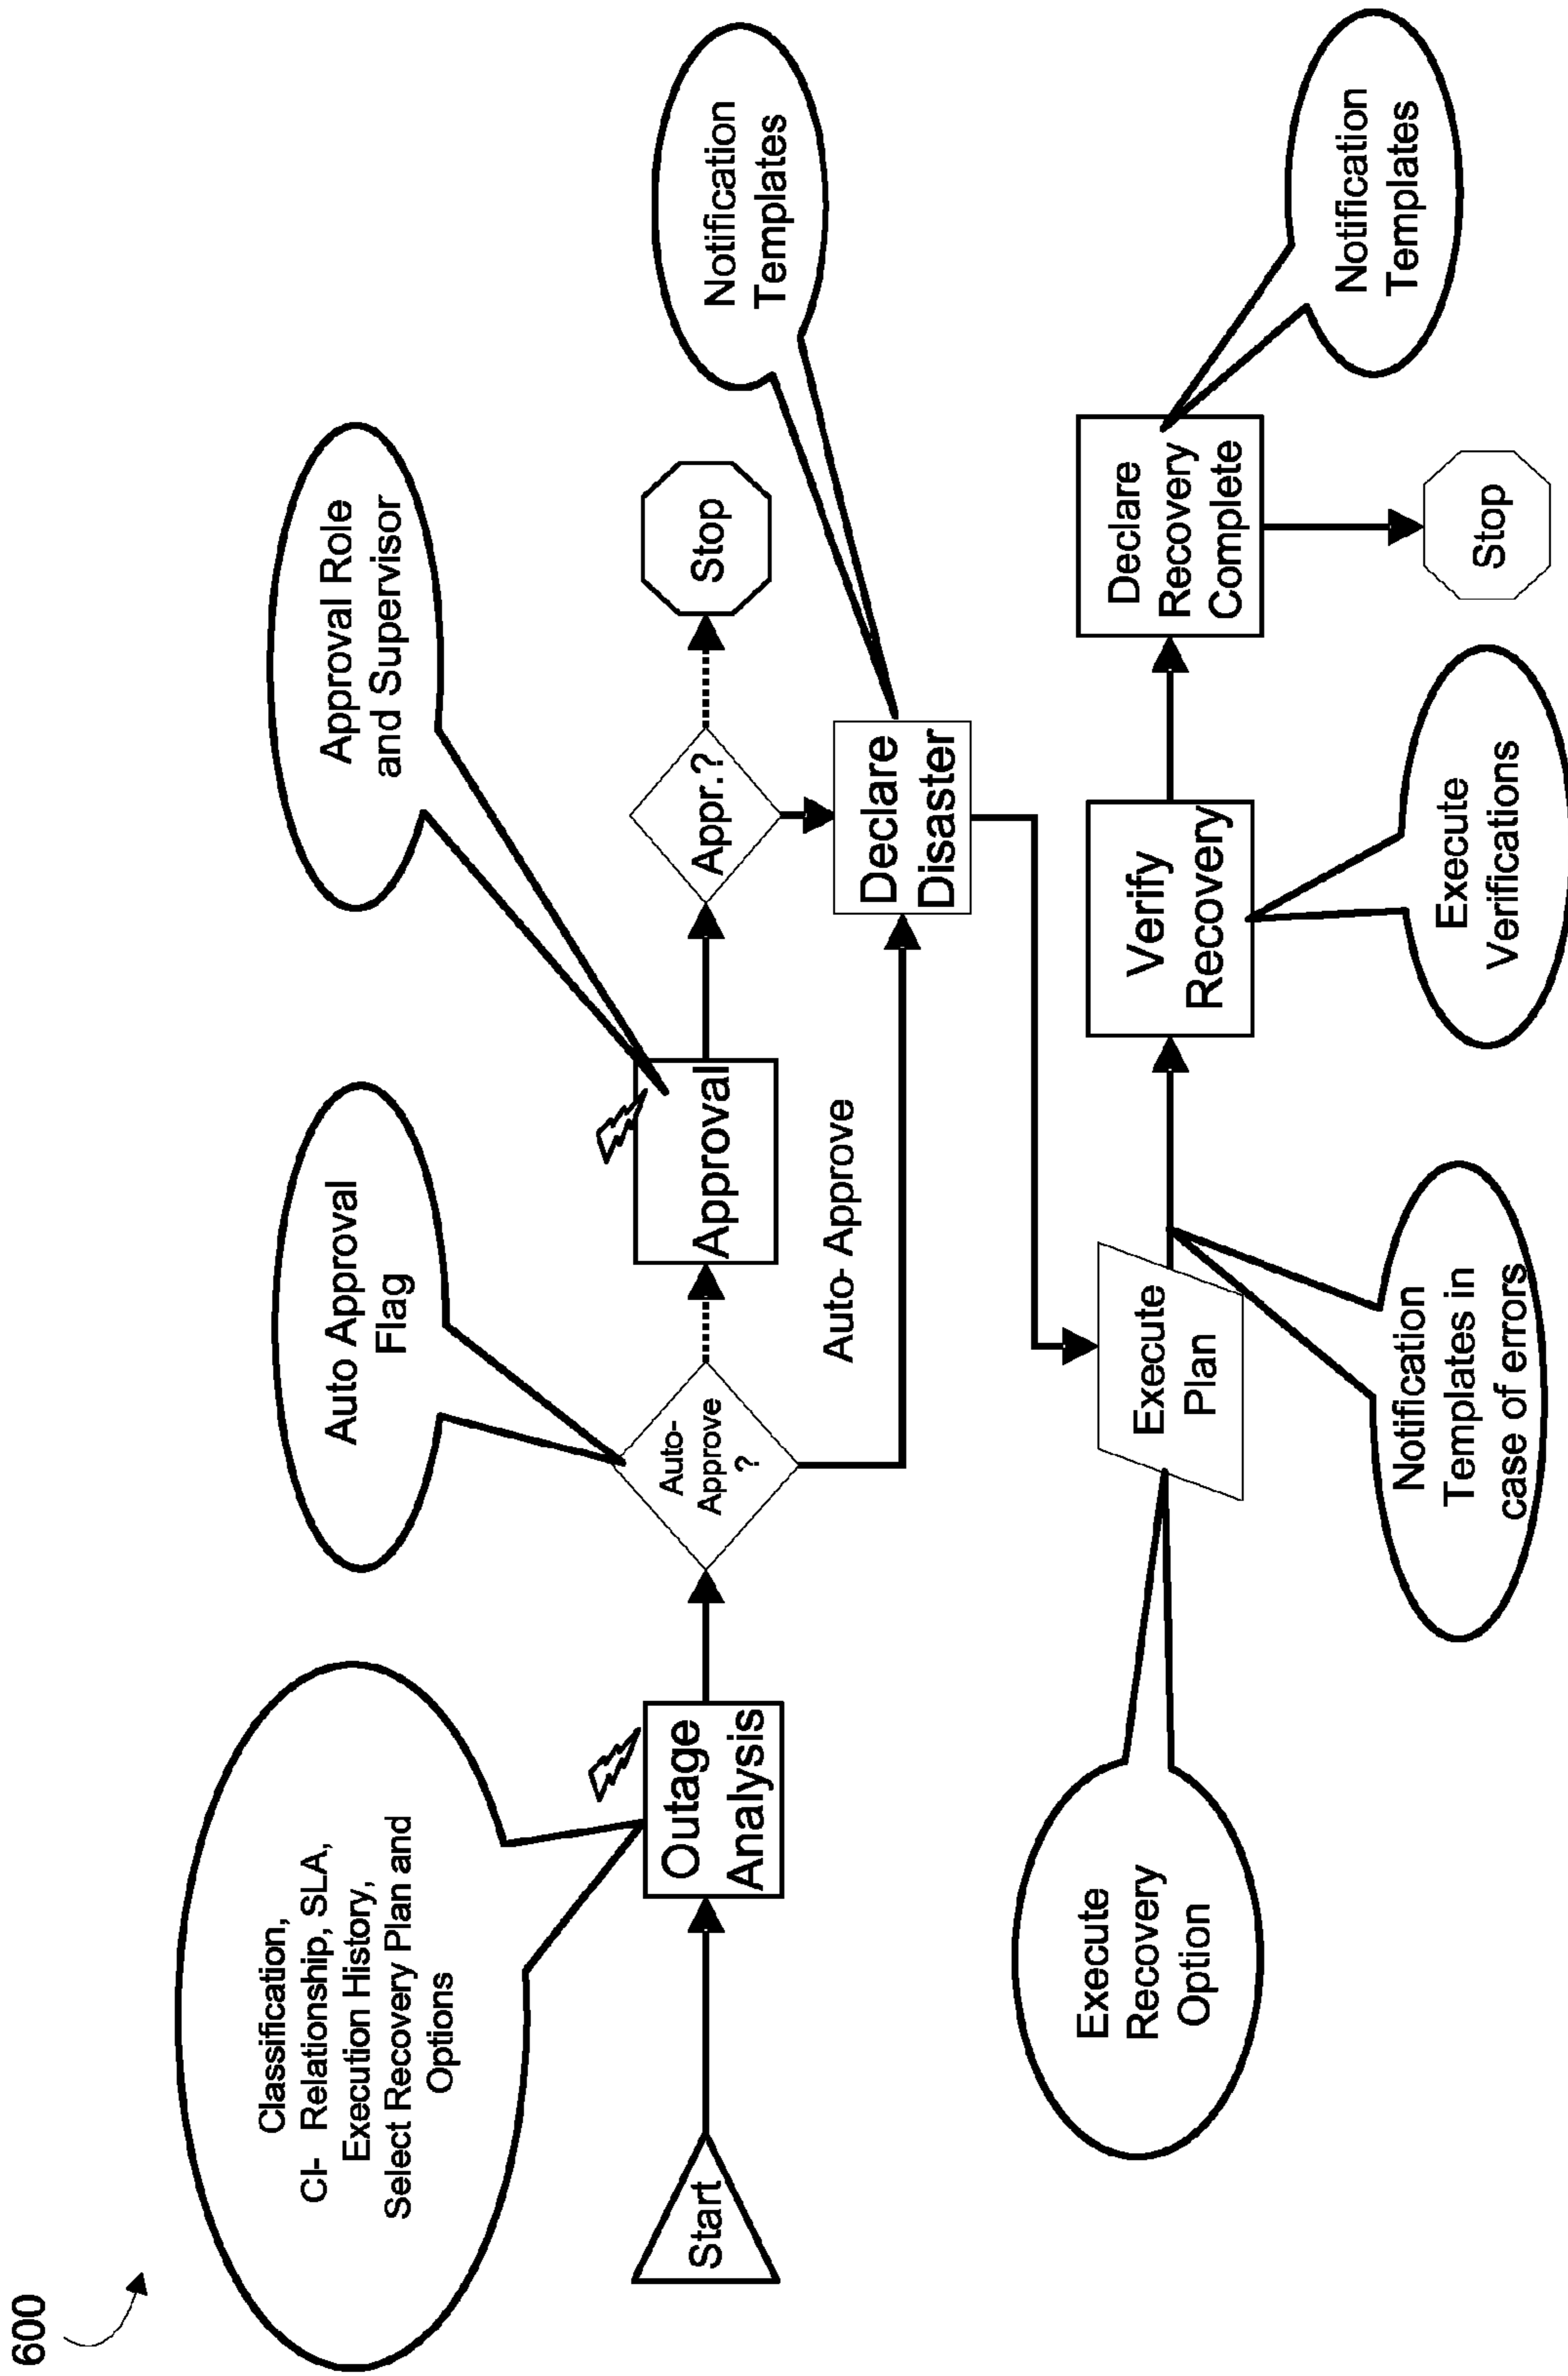 600
Classification,
CI- Relationship, SLA,
Execution History,
Select Recovery Plan and
Options
Auto Approval
Flag
Approval Role
and Supervisor
Start
Outage
Analysis
Auto-
Approve
?
Approval
Appr.?
Stop
Auto- Approve
Declare
Disaster
Notification
Templates
Execute
Recovery
Option
Execute
Plan
Notification
Templates in
case of errors
Verify
Recovery
Execute
Verifications
Declare
Recovery
Complete
Notification
Templates
Stop